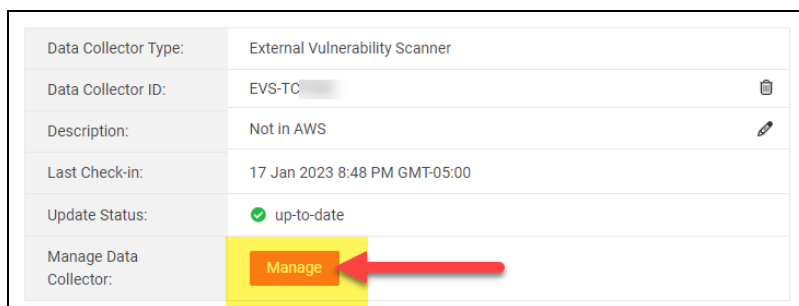 Data Collector Type: External Vulnerability Scanner
Data Collector ID: EVS-TC
Description: Not in AWS
Last Check-in: 17 Jan 2023 8:48 PM GMT-05:00
Update Status: up-to-date
Manage Data
Collector: Manage